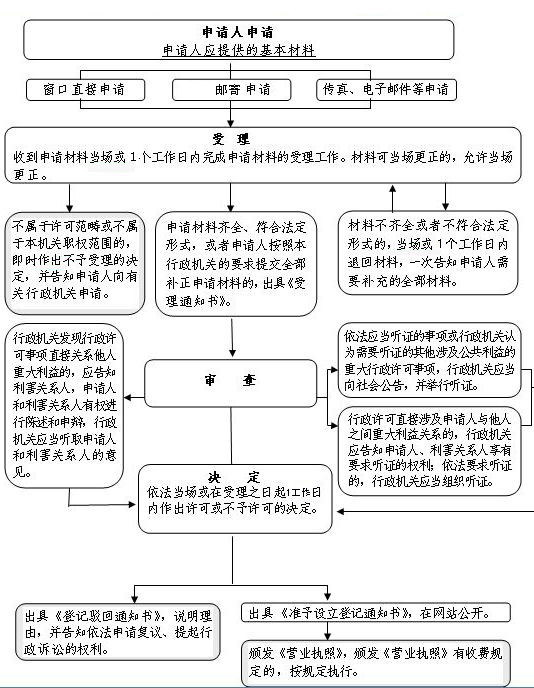 申请人申请
申请人应提供的基本材料
窗口直接申请
邮寄申请
传真、电子邮件等申请
受 理
收到申请材料当场或1个工作日内完成申请材料的受理工作。材料可当场更正的，允许当场
更正。
不属于许可范畴或不属
于本机关职权范围的，
即时作出不予受理的决
定，并告知申请人向有
关行政机关申请。
申请材料齐全、符合法定
形式，或者申请人按照本
行政机关的要求提交全部
补正申请材料的，出具《受
理通知书》。
材料不齐全或者不符合法定
形式的，当场或1个工作日内
退回材料，一次告知申请人需
要补充的全部材料。
行政机关发现行政许
可事项直接关系他人
重大利益的，应告知
利害关系人，申请人
和利害关系人有权进
行陈述和申辩，行政
机关应当听取申请人
和利害关系人的意
见。
审 查
依法应当听证的事项或行政机关认
为需要听证的其他涉及公共利益的
重大行政许可事项，行政机关应当
向社会公告，并举行听证。
行政许可直接涉及申请人与他人
之间重大利益关系的，行政机关
应告知申请人、利害关系人享有
要求听证的权利；依法要求听证
的，行政机关应当组织听证。
决 定
依法当场或在受理之日起1工作日
内作出许可或不予许可的决定。
出具《登记驳回通知书》，说明理
由，并告知依法申请复议、提起行
政诉讼的权利。
出具《准予设立登记通知书》，在网站公开。
颁发《营业执照》，颁发《营业执照》有收费规
定的，按规定执行。